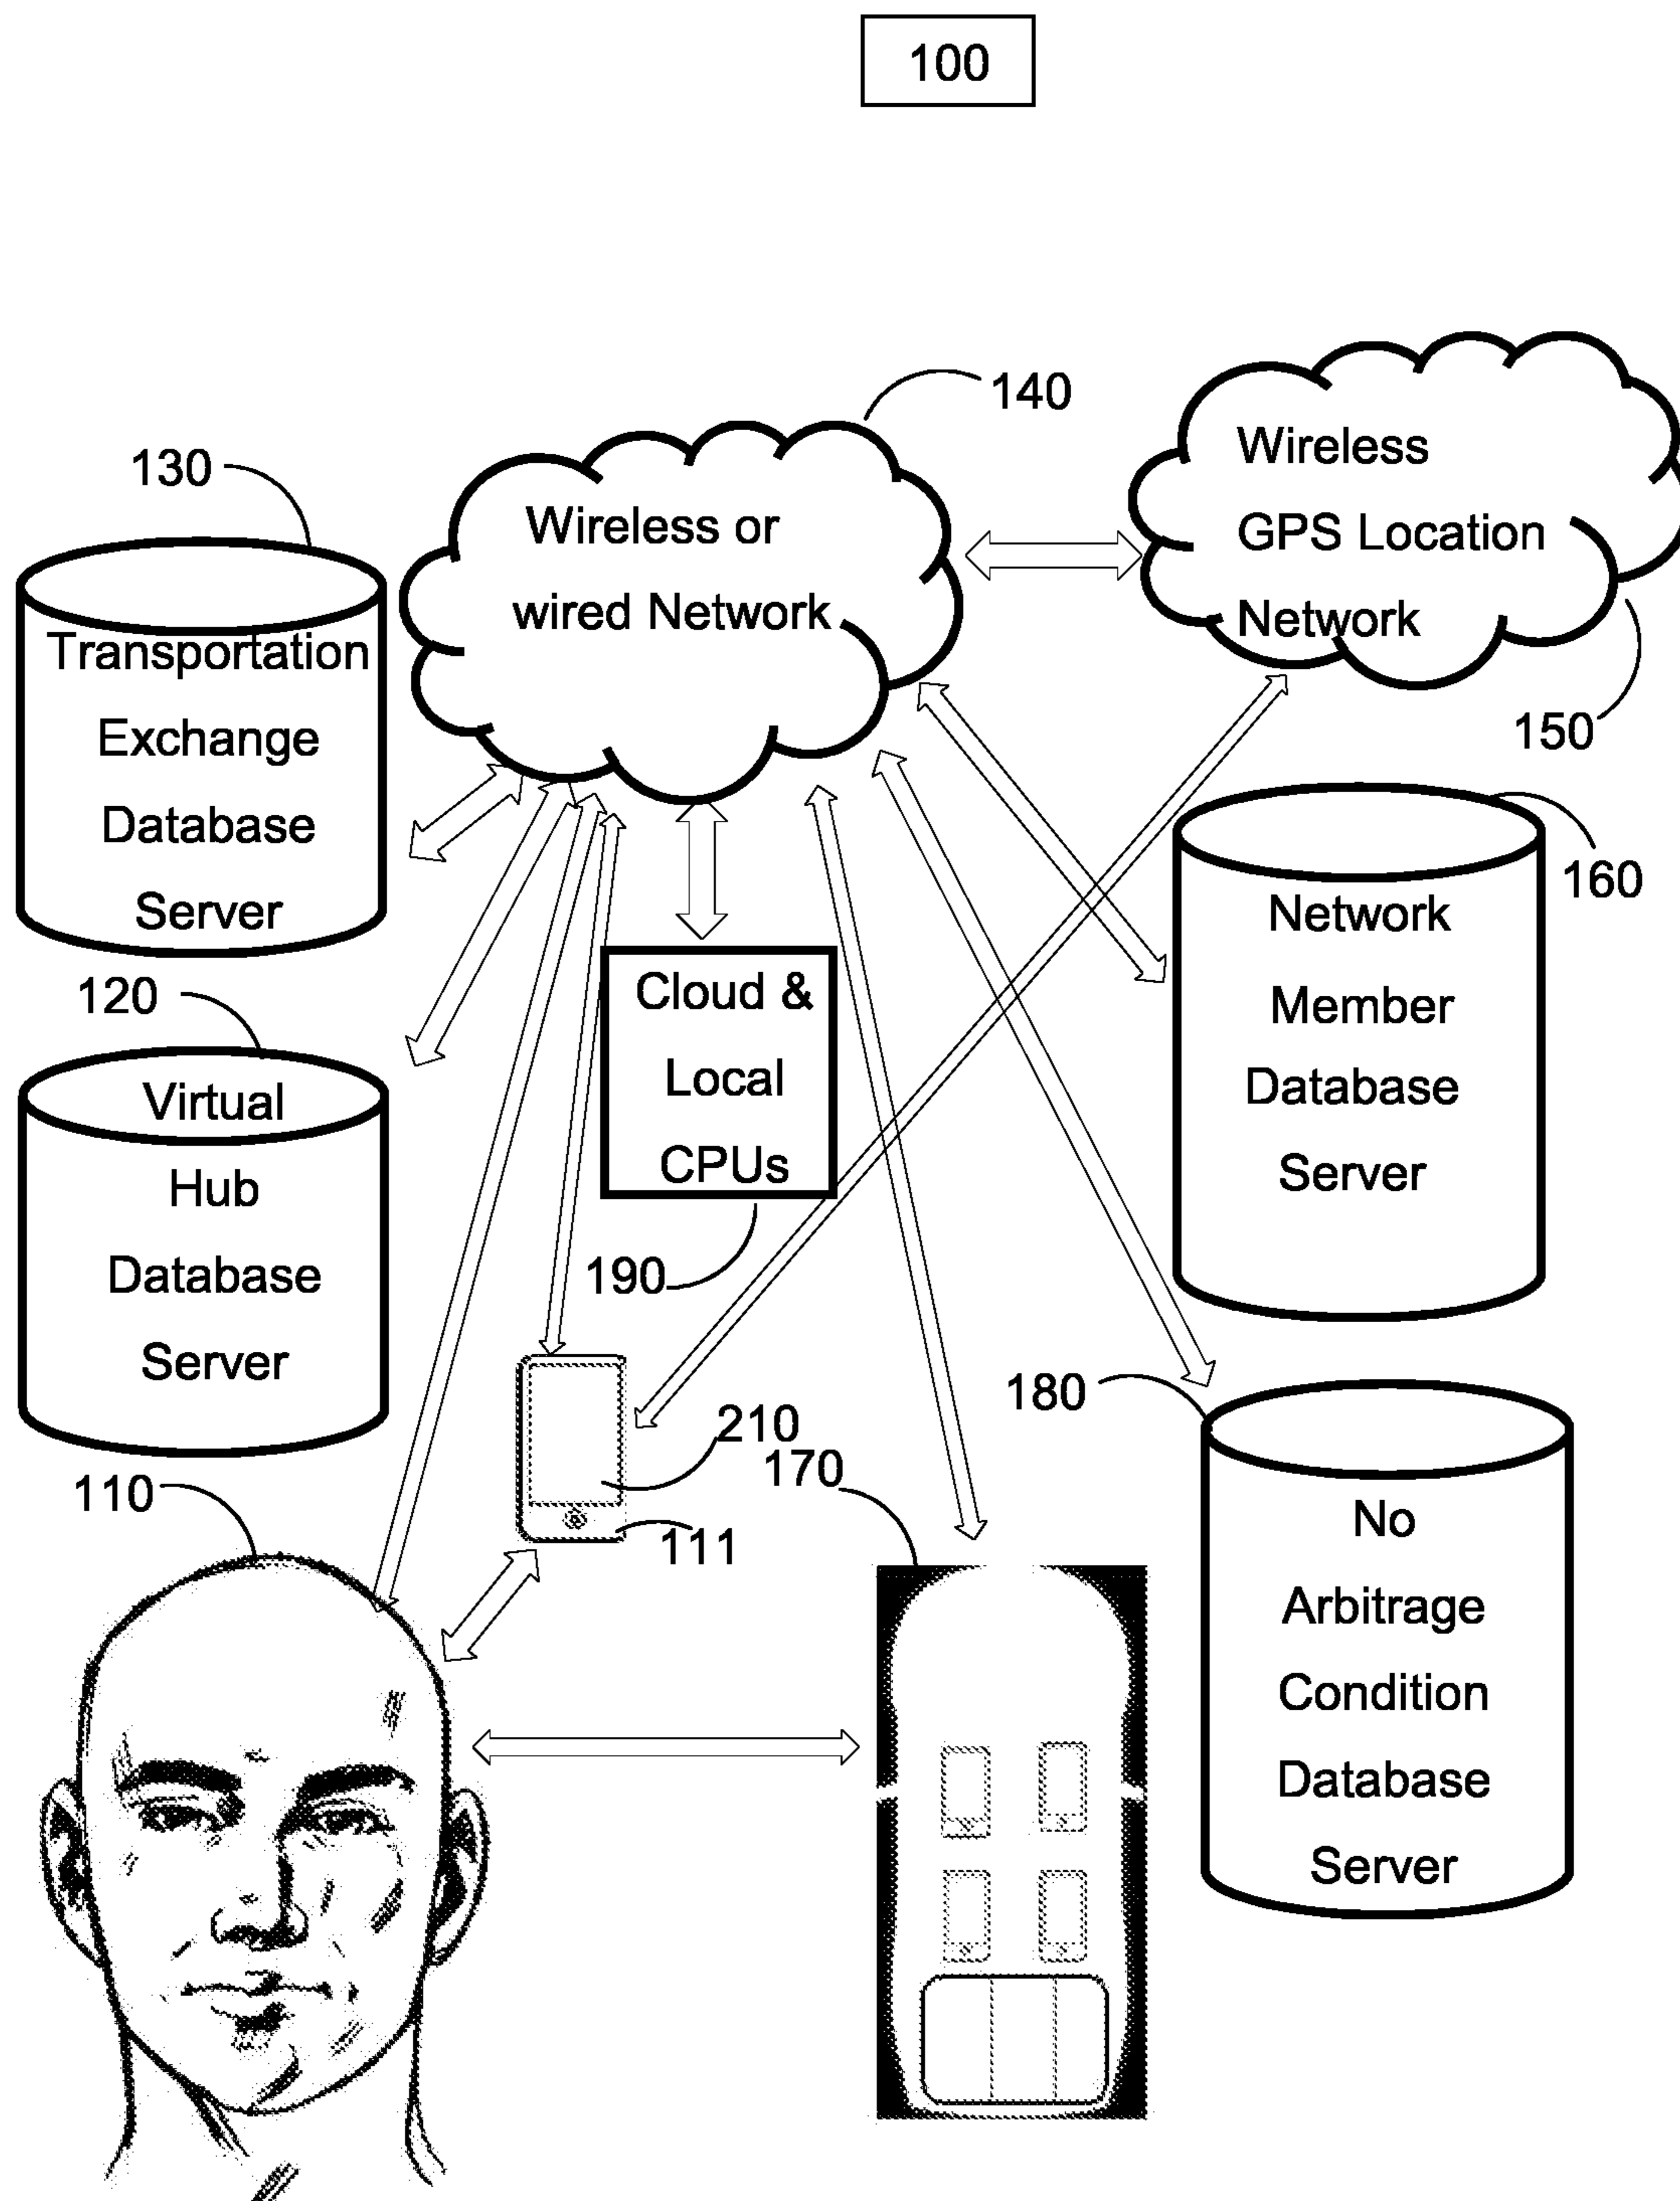 100
140
Wireless or
wired Network
Wireless
GPS Location
Network
150
130
Transportation
Exchange
Database
Server
160
Network
Member
Database
Server
120
Virtual
Hub
Database
Server
Cloud &
Local
CPUs
190
210
111
170
180
No
Arbitrage
Condition
Database
Server
110